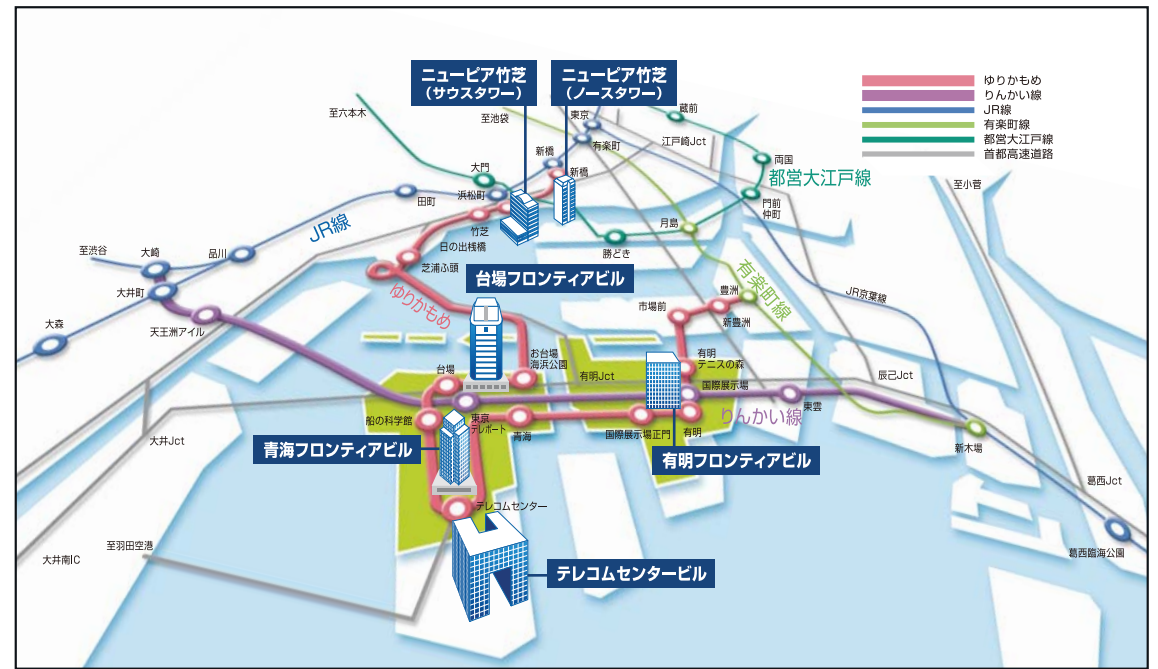 ニューピア竹芝
（サウスタワー）
ニューピア竹芝
（ノースタワー）
ゆりかもめ
りんかい線
JR線
有楽町線
都営大江戸線
首都高速道路
至六本木
至池袋
東京
蔵前
有楽町
江戸崎Jct
新橋
新橋
大門
両国
都営大江戸線
至小菅
浜松町
田町
門前
仲町
竹芝
月島
JR線
日の出桟橋
勝どき
至渋谷
大崎
品川
芝浦ふ頭
台場フロンティアビル
有楽町線
大井町
ゆりかもめ
豊洲
JR京葉線
市場前
新豊洲
大森
天王洲アイル
お台場
海浜公園
有明
テニスの森
台場
有明Jct
国際展示場
辰己Jct
船の科学館
東京
テレポート
青海
国際展示場正門
有明
りんかい線
東雲
大井Jct
青海フロンティアビル
有明フロンティアビル
新木場
葛西Jct
テレコムセンター
至羽田空港
大井南IC
葛西臨海公園
テレコムセンタービル